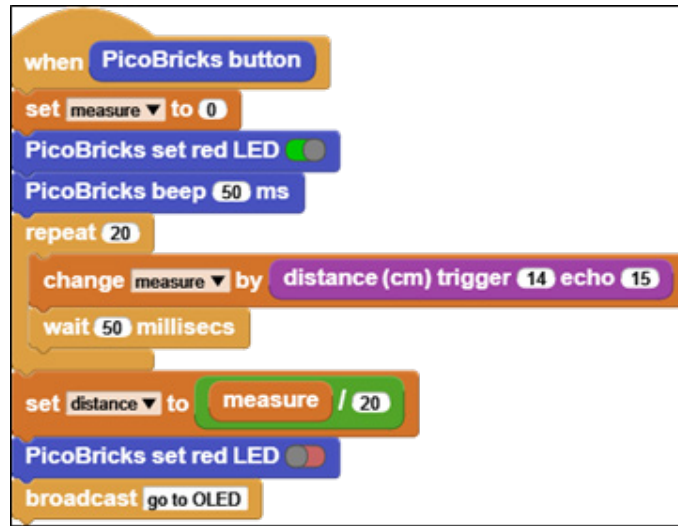 when PicoBricks button
set measure to 0
PicoBricks set red LED
PicoBricks beep 50 ms
repeat 20
change measure by distance (cm) trigger 14 echo 15
wait 50 millisecs
set distance to measure / 20
PicoBricks set red LED
broadcast go to OLED